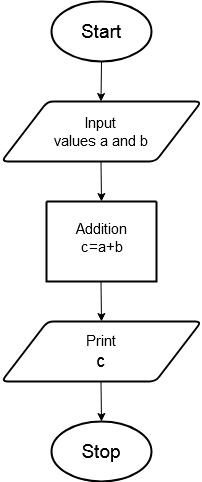 Start
Input
values a and b
Addition
c=a+b
Print
c
Stop